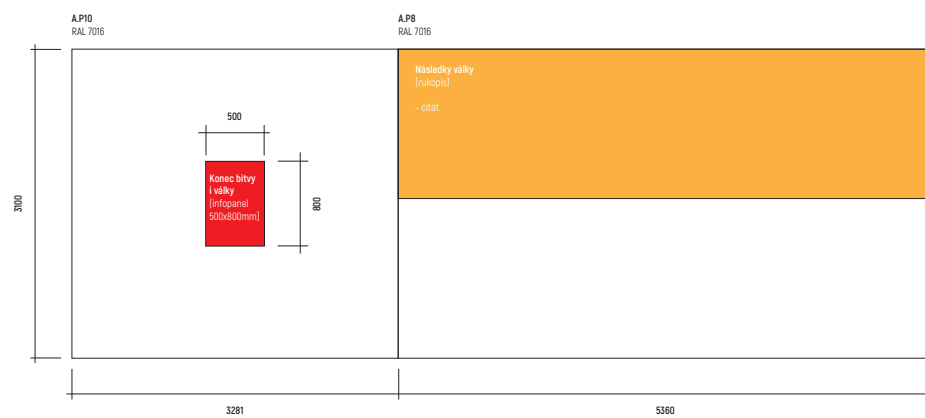 A.P10
RAL 7016
A.P8
RAL 7016
Následky války
(rukopis)
- citát
500
Konec bitvy
i války
(infopanel
500x800mm)
800
3100
3281
5360